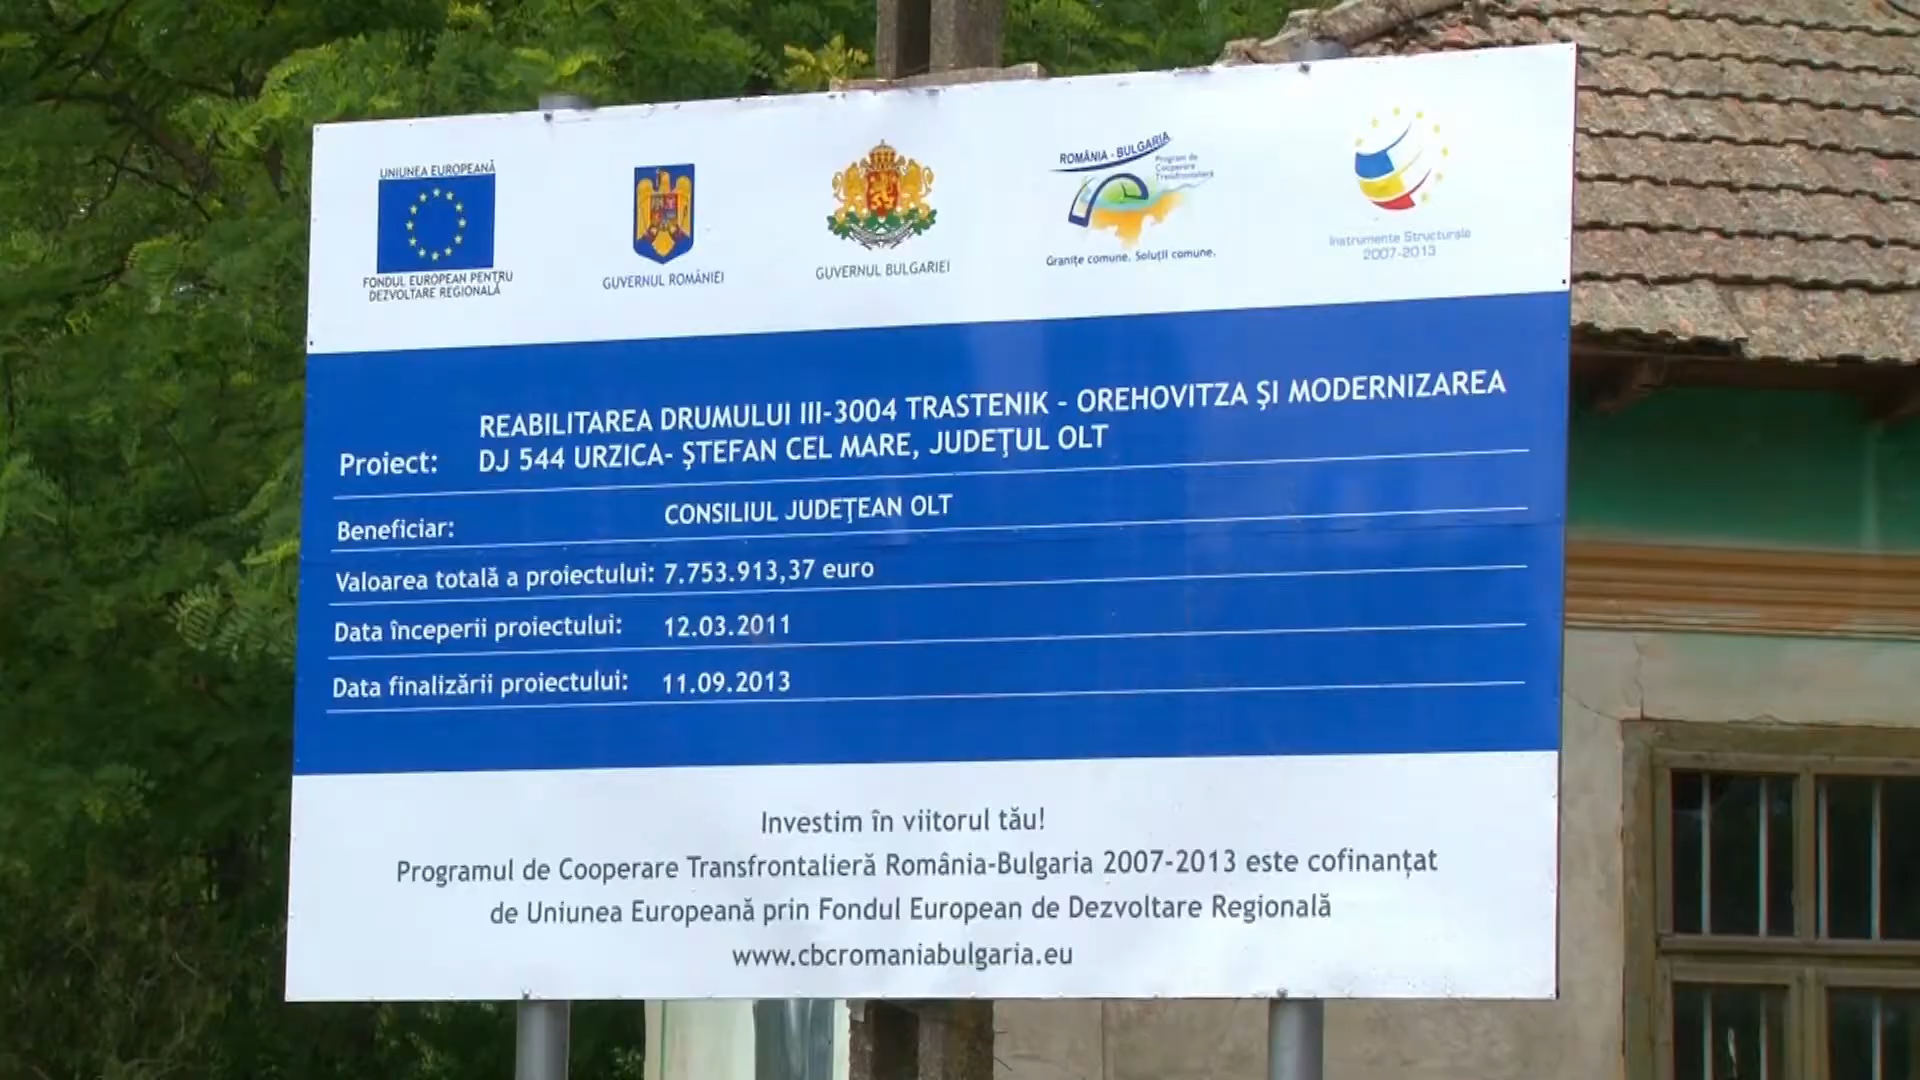 UNIUNEA EUROPEANĂ
FONDUL EUROPEAN PENTRU
DEZVOLTARE REGIONALĂ
GUVERNUL ROMÂNIEI
GUVERNUL BULGARIEI
ROMÂNIA - BULGARIA
Program de
Cooperare
Transfrontalieră
Graniţe comune. Soluţii comune.
Instrumente Structurale
2007-2013
Proiect: REABILITAREA DRUMULUI III-3004 TRASTENIK - OREHOVITZA ŞI MODERNIZAREA
DJ 544 URZICA- ŞTEFAN CEL MARE, JUDEŢUL OLT
Beneficiar: CONSILIUL JUDEŢEAN OLT
Valoarea totală a proiectului: 7.753.913,37 euro
Data începerii proiectului: 12.03.2011
Data finalizării proiectului: 11.09.2013
Investim în viitorul tău!
Programul de Cooperare Transfrontalieră România-Bulgaria 2007-2013 este cofinanţat
de Uniunea Europeană prin Fondul European de Dezvoltare Regională
www.cbcromaniabulgaria.eu